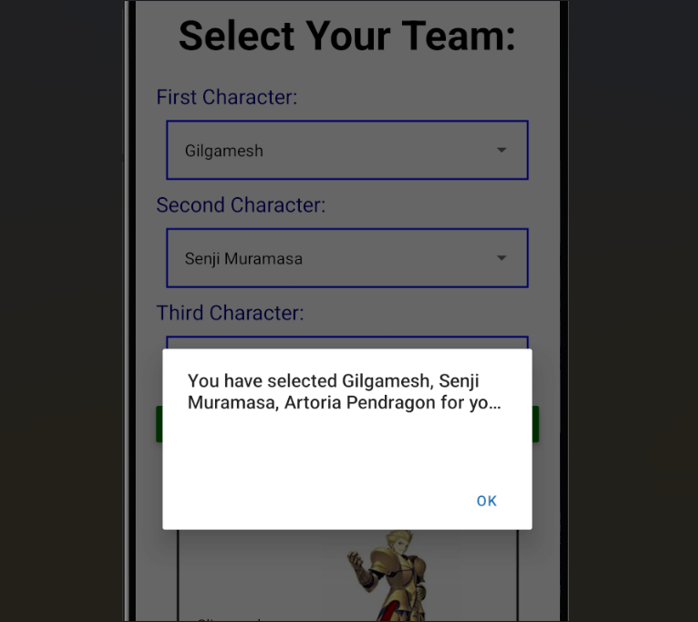 Select Your Team:
First Character:
Gilgamesh
Second Character:
Senji Muramasa
Third Character:
You have selected Gilgamesh, Senji
Muramasa, Artoria Pendragon for yo...
OK